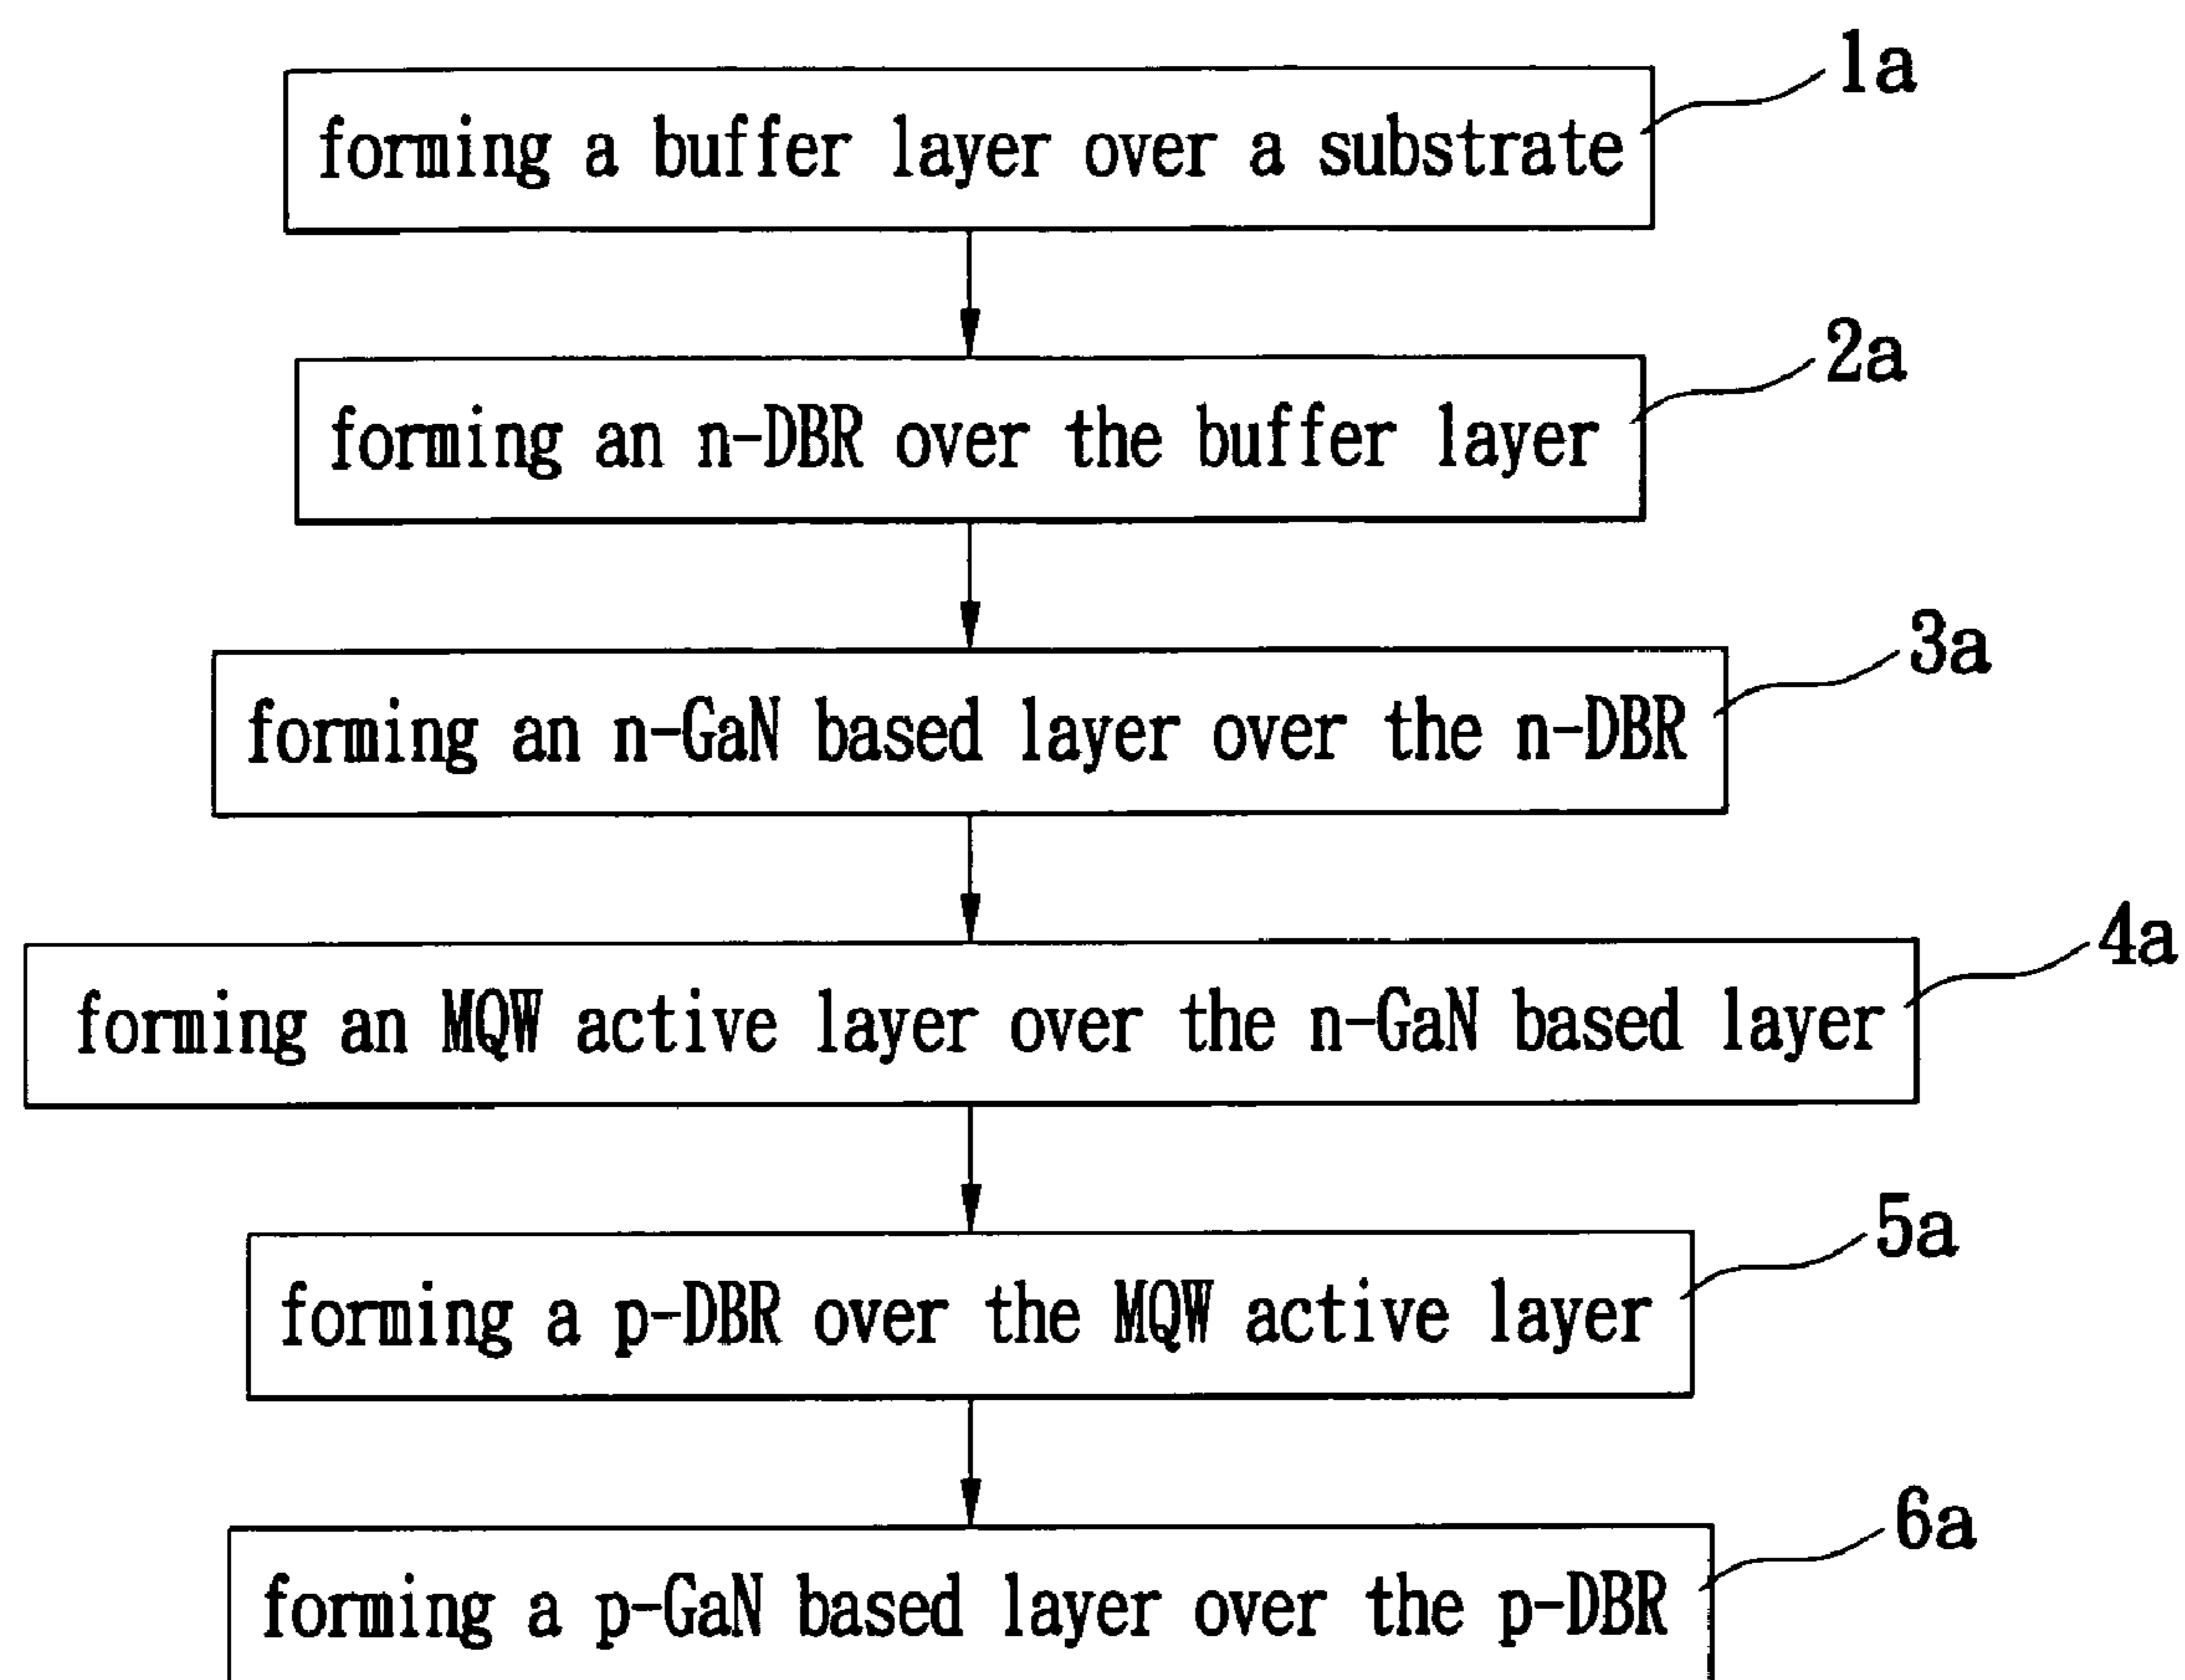 1a
forming a buffer layer over a substrate
2a
forming an n-DBR over the buffer layer
3a
forming an n-GaN based layer over the n-DBR
4a
forming an MQW active layer over the n-GaN based layer
5a
forming a p-DBR over the MQW active layer
6a
forming a p-GaN based layer over the p-DBR